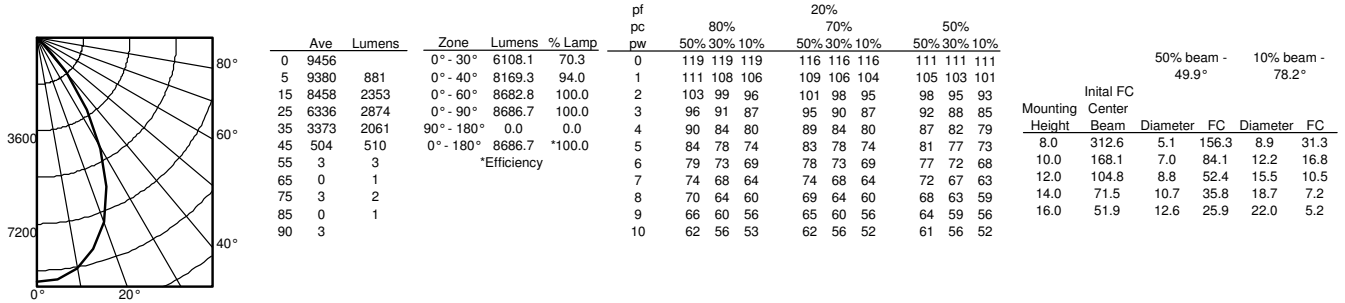 80°
3600
60°
7200
40°
0°
20°
Ave Lumens
0 9456
5 9380 881
15 8458 2353
25 6336 2874
35 3373 2061
45 504 510
55 3 3
65 0 1
75 3 2
85 0 1
90 3
Zone Lumens % Lamp
0°- 30° 6108.1 70.3
0°- 40° 8169.3 94.0
0°- 60° 8682.8 100.0
0°- 90° 8686.7 100.0
90°- 180° 0.0 0.0
0°- 180° 8686.7 *100.0
*Efficiency
pf 20%
pc 80% 70% 50%
pw 50% 30% 10% 50% 30% 10% 50% 30% 10%
0 119 119 119 116 116 116 111 111 111
1 111 108 106 109 106 104 105 103 101
2 103 99 96 101 98 95 98 95 93
3 96 91 87 95 90 87 92 88 85
4 90 84 80 89 84 80 87 82 79
5 84 78 74 83 78 74 81 77 73
6 79 73 69 78 73 69 77 72 68
7 74 68 64 74 68 64 72 67 63
8 70 64 60 69 64 60 68 63 59
9 66 60 56 65 60 56 64 59 56
10 62 56 53 62 56 52 61 56 52
50% beam - 10% beam -
49.9° 78.2°
Inital FC
Mounting Center
Height Beam Diameter FC Diameter FC
8.0 312.6 5.1 156.3 8.9 31.3
10.0 168.1 7.0 84.1 12.2 16.8
12.0 104.8 8.8 52.4 15.5 10.5
14.0 71.5 10.7 35.8 18.7 7.2
16.0 51.9 12.6 25.9 22.0 5.2